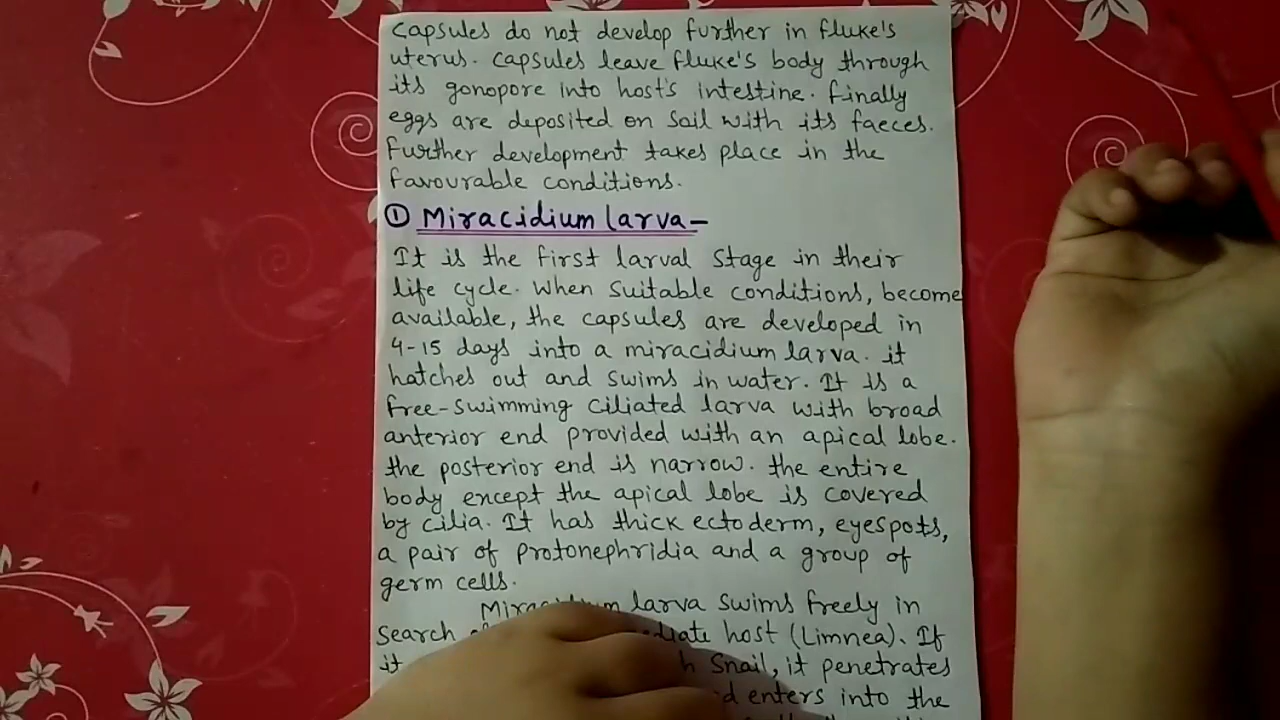 Capsules do not develop further in fluke's
uterus. Capsules leave fluke's body through
its gonopore into host's intestine. Finally
eggs are deposited on soil with its faeces.
Further development takes place in the
favourable conditions.
① Miracidium larva–
It is the first larval stage in their
life cycle. When suitable conditions, become
available, the capsules are developed in
4-15 days into a miracidium larva. it
hatches out and swims in water. It is a
free-swimming ciliated larva with broad
anterior end provided with an apical lobe.
the posterior end is narrow. the entire
body except the apical lobe is covered
by cilia. It has thick ectoderm, eyespots,
a pair of protonephridia and a group of
germ cells.
Miracidium larva swims freely in
Search host (Limnea). If
it Snail, it penetrates
enters into the